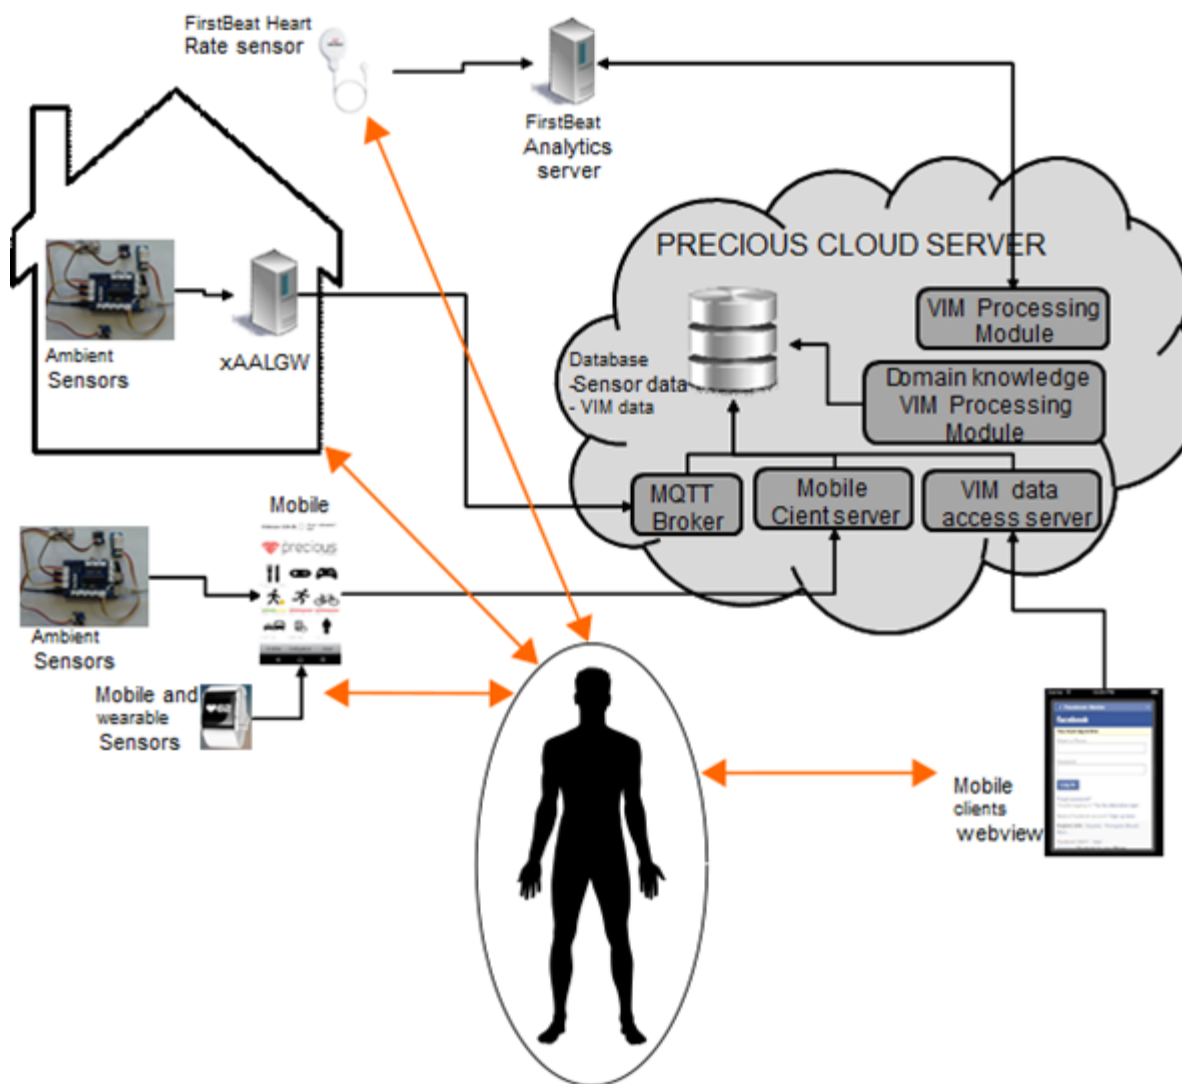 FirstBeat Heart
Rate sensor
FirstBeat
Analytics
server
PRECIOUS CLOUD SERVER
VIM Processing
Module
Database
-Sensor data
- VIM data
Domain knowledge
VIM Processing
Module
Ambient
Sensors
xAALGW
MQTT
Broker
Mobile
Cient server
VIM data
access server
Mobile
precious
Ambient
Sensors
Mobile and
wearable
Sensors
Mobile
clients
webview
facebook